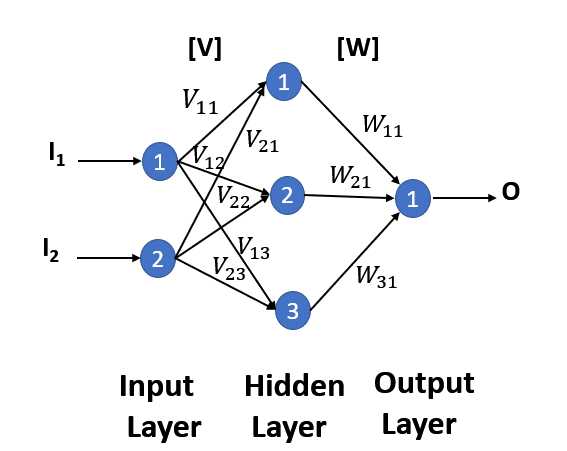 [V] [W]
1
V₁₁
W₁₁
V₂₁
I₁
1
V₁₂
W₂₁
V₂₂
2
1
O
I₂
2
V₁₃
V₂₃
W₃₁
3
Input Hidden Output
Layer Layer Layer